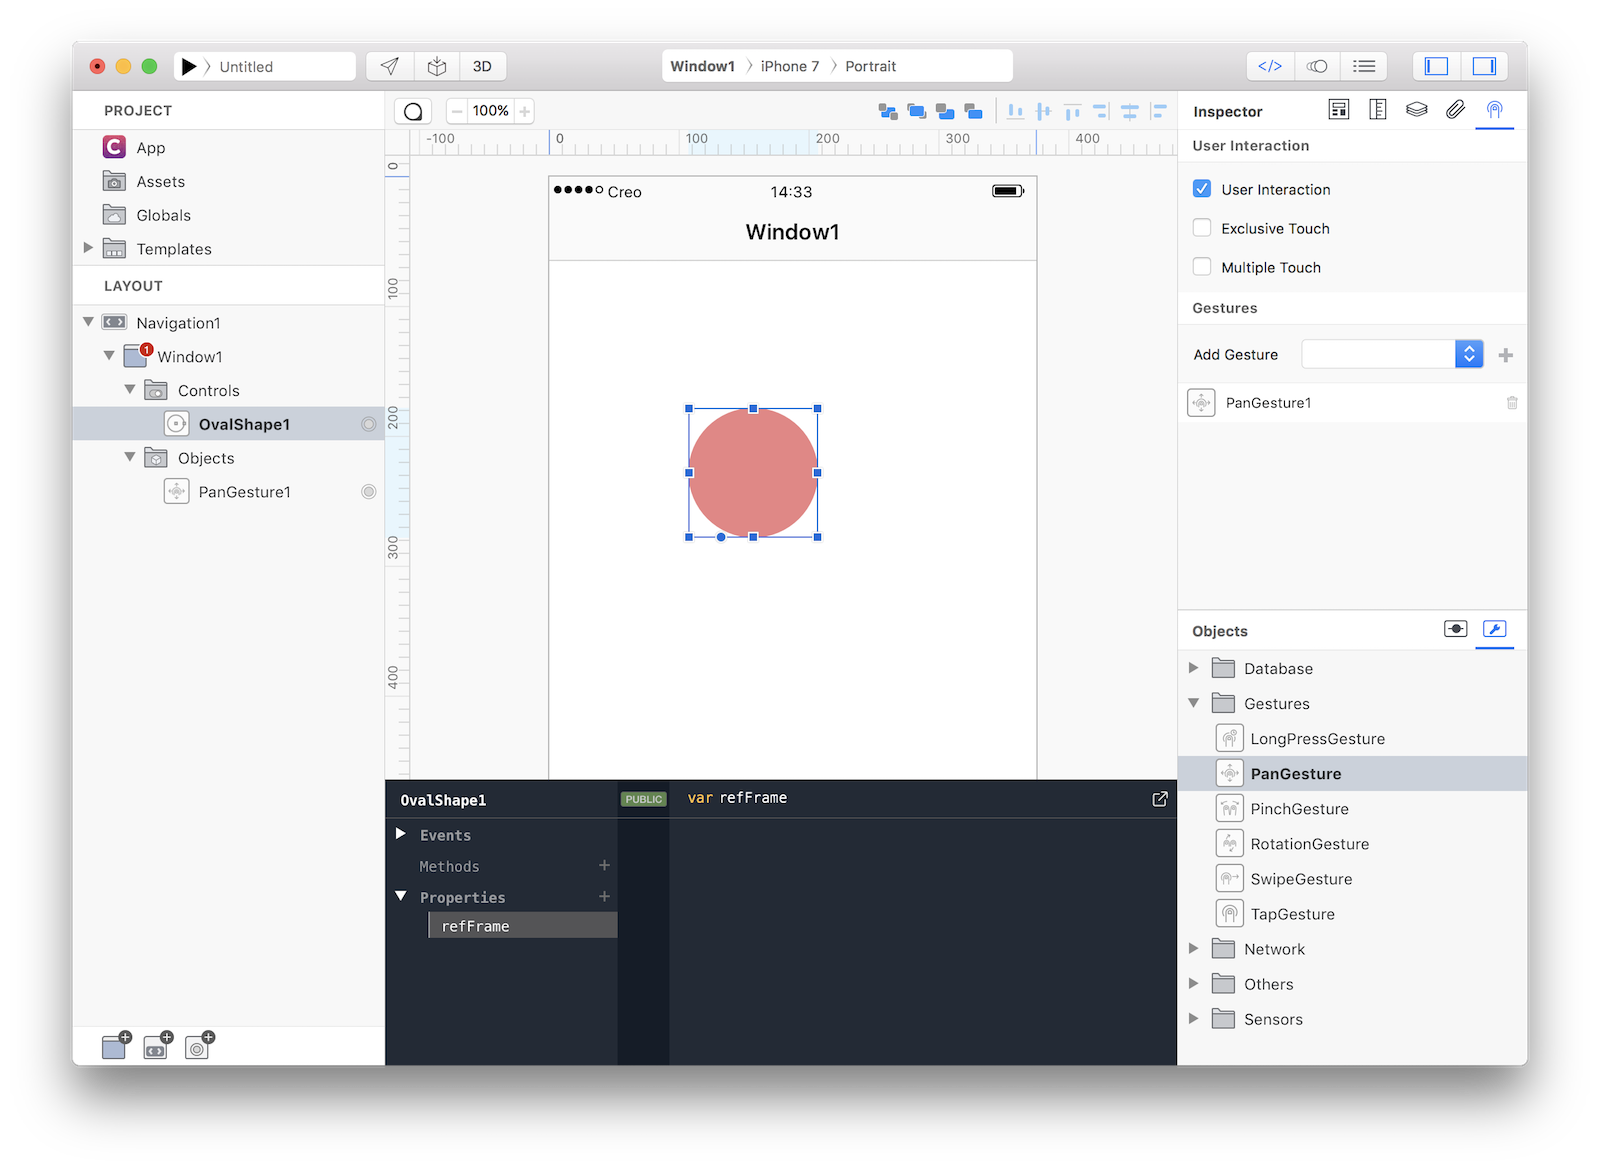 Untitled
3D
Window1 > iPhone 7 > Portrait
</>
PROJECT
App
Assets
Globals
Templates
LAYOUT
Navigation1
1
Window1
Controls
OvalShape1
Objects
PanGesture1
100%
-100 0 100 200 300 400
0
100
200
300
400
Creo 14:33
Window1
OvalShape1
Events
Methods
Properties
refFrame
PUBLIC
var refFrame
Inspector
User Interaction
User Interaction
Exclusive Touch
Multiple Touch
Gestures
Add Gesture
PanGesture1
Objects
Database
Gestures
LongPressGesture
PanGesture
PinchGesture
RotationGesture
SwipeGesture
TapGesture
Network
Others
Sensors